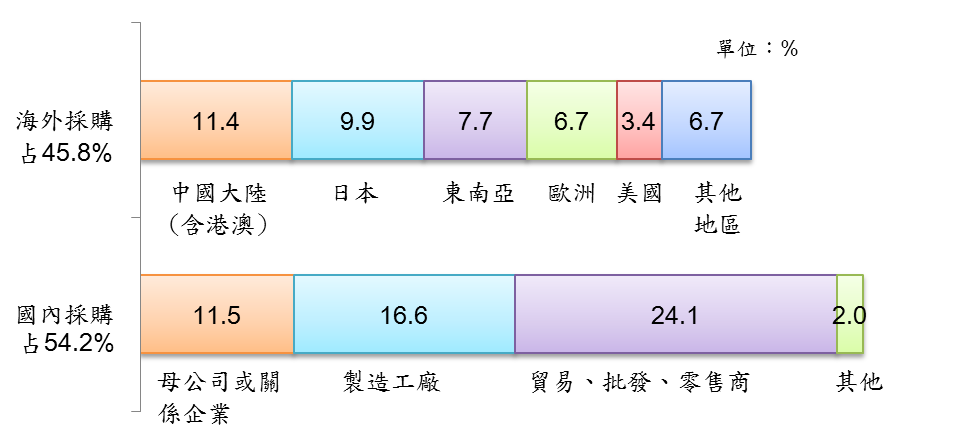 單位：%
海外採購
占45.8%
11.4
9.9
7.7
6.7
3.4
6.7
中國大陸
（含港澳）
日本
東南亞
歐洲
美國
其他
地區
國內採購
占54.2%
11.5
16.6
24.1
2.0
母公司或關
係企業
製造工廠
貿易、批發、零售商
其他